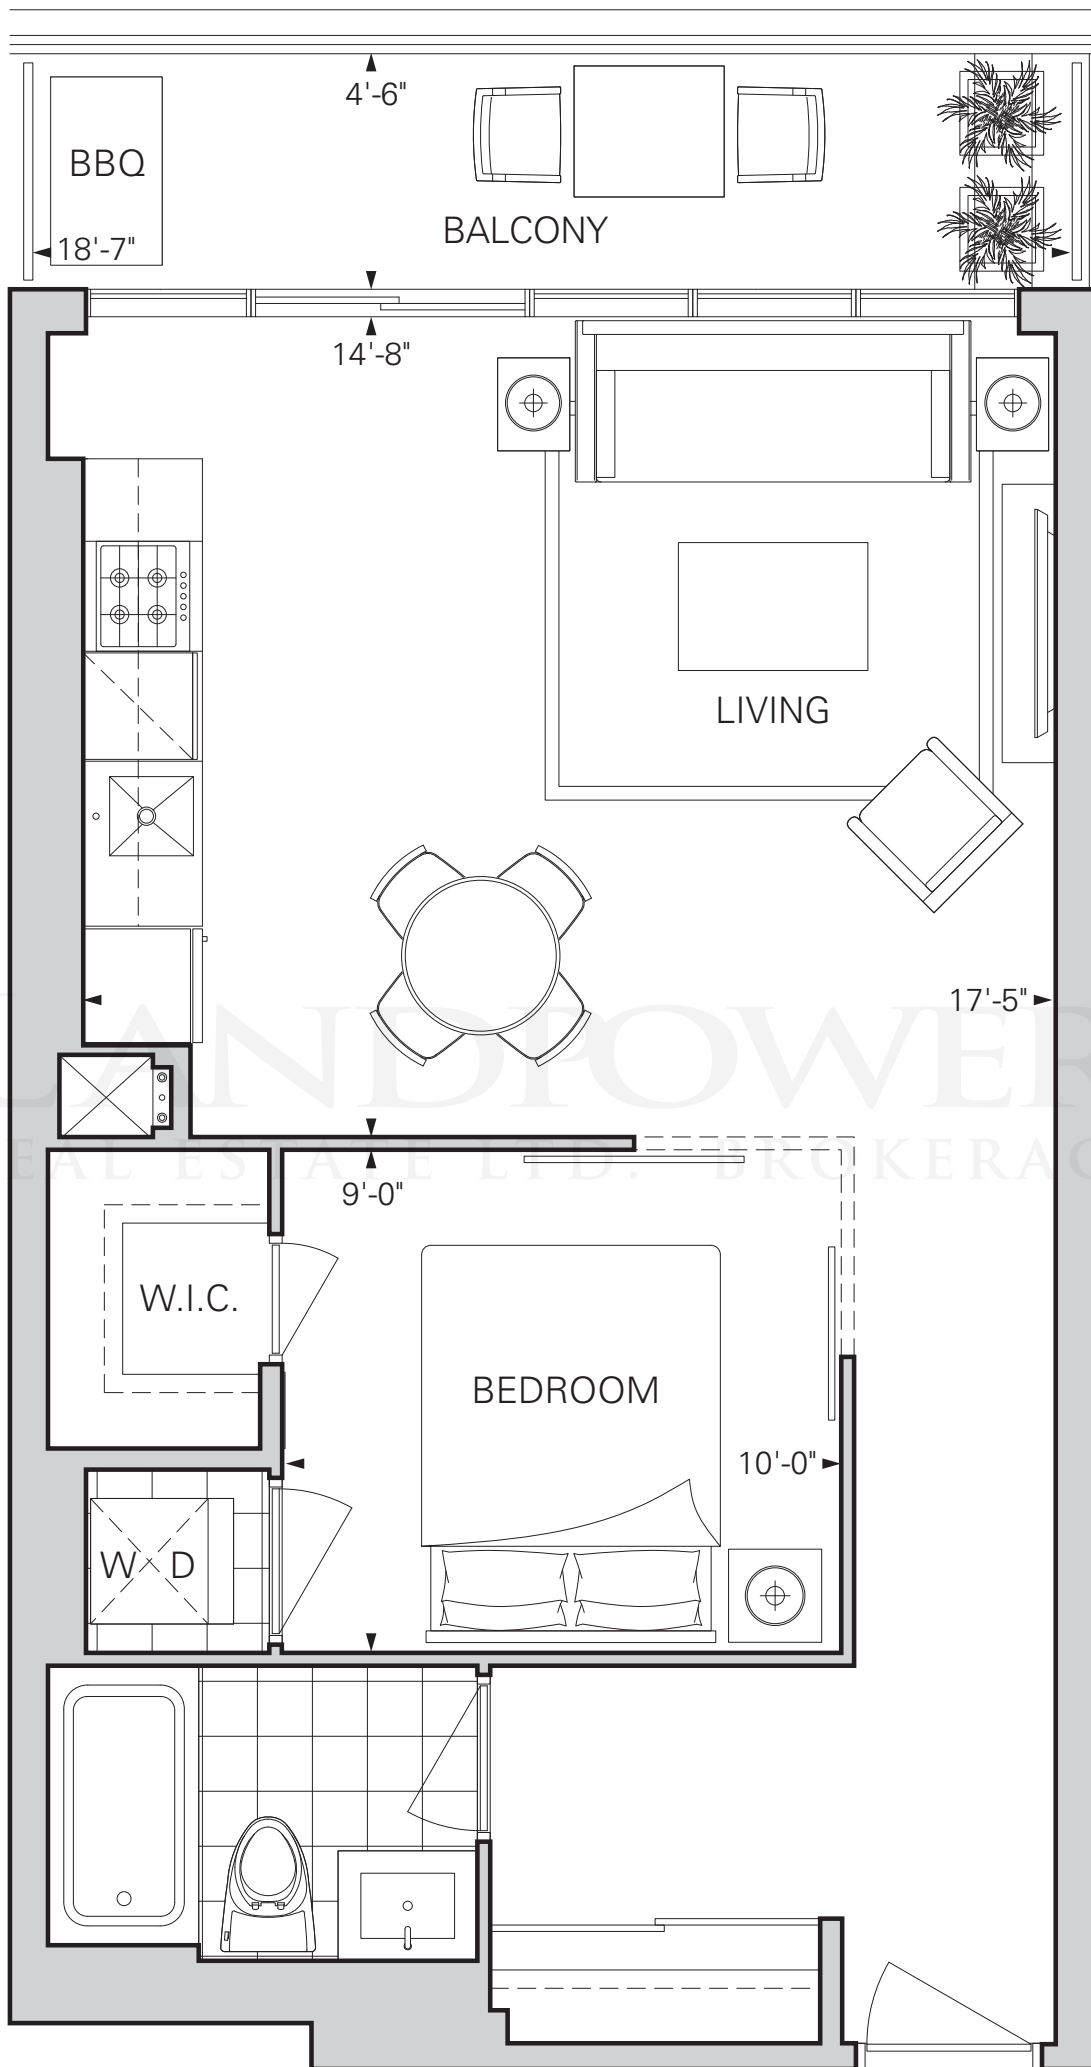 4'-6"
BBQ
BALCONY
18'-7"
14'-8"
LIVING
17'-5"
LANDPOWER
REAL ESTATE LTD. BROKERAGE
9'-0"
W.I.C.
BEDROOM
10'-0"
W D